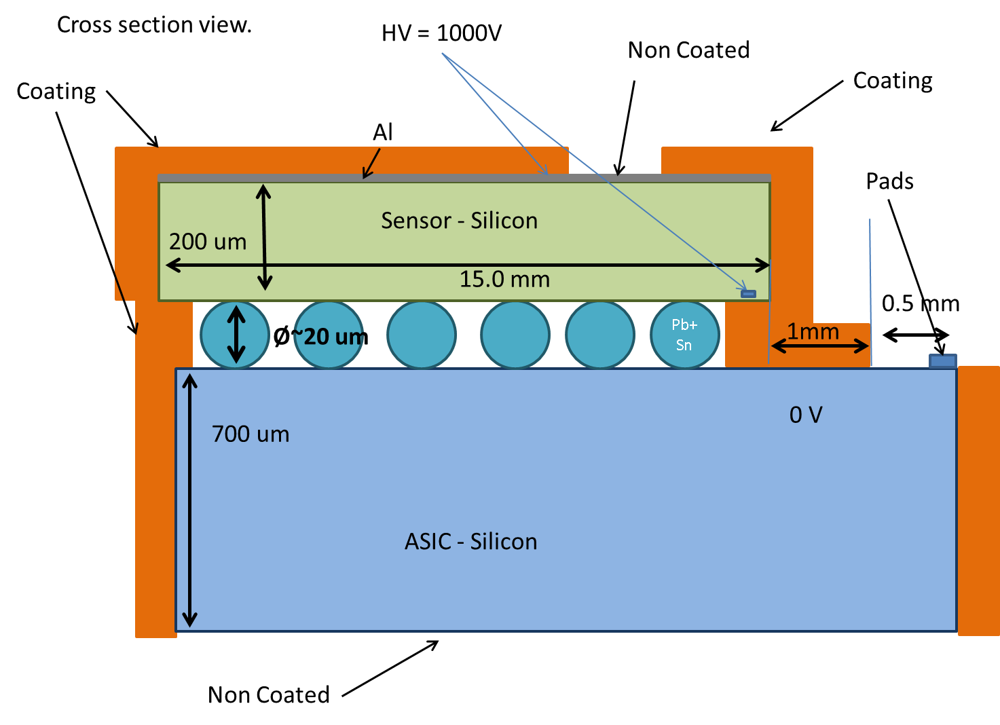 Cross section view.
HV = 1000V
Non Coated
Coating
Coating
Al
Pads
Sensor - Silicon
200 um
15.0 mm
0.5 mm
Ø~20 um
Pb+
Sn
1mm
0 V
700 um
ASIC - Silicon
Non Coated